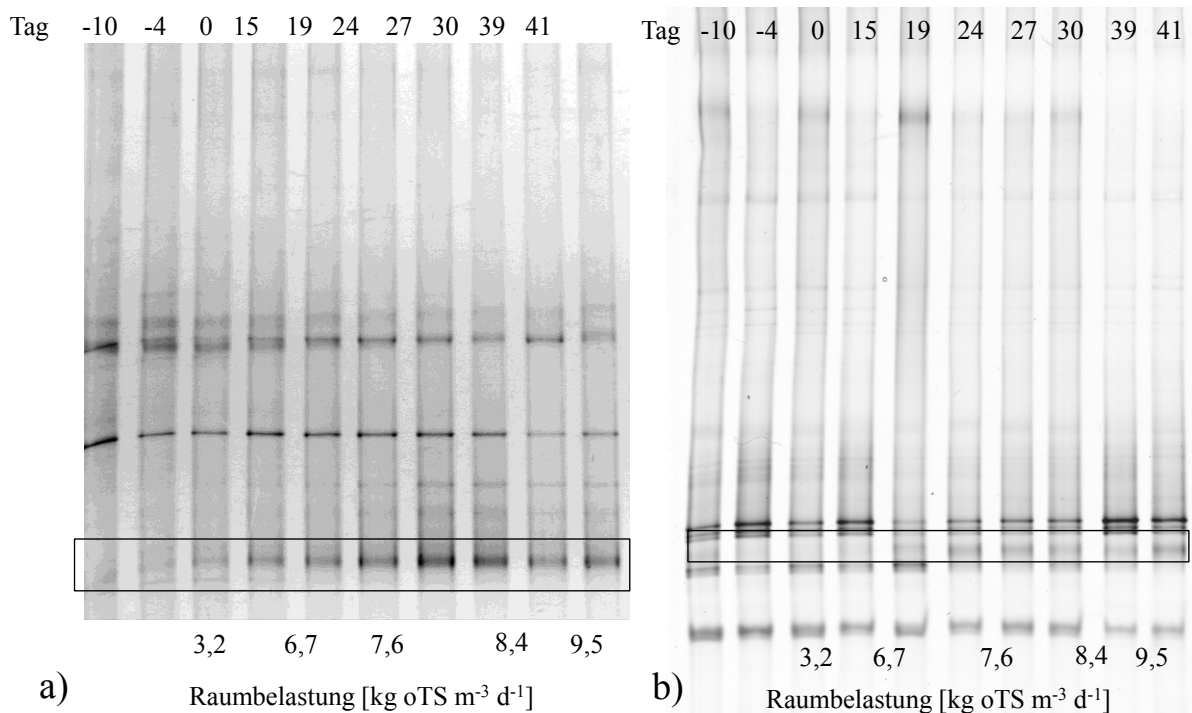 Tag -10 -4 0 15 19 24 27 30 39 41
3,2 6,7 7,6 8,4 9,5
a) Raumbelastung [kg oTS m⁻³ d⁻¹]
Tag -10 -4 0 15 19 24 27 30 39 41
3,2 6,7 7,6 8,4 9,5
b) Raumbelastung [kg oTS m⁻³ d⁻¹]